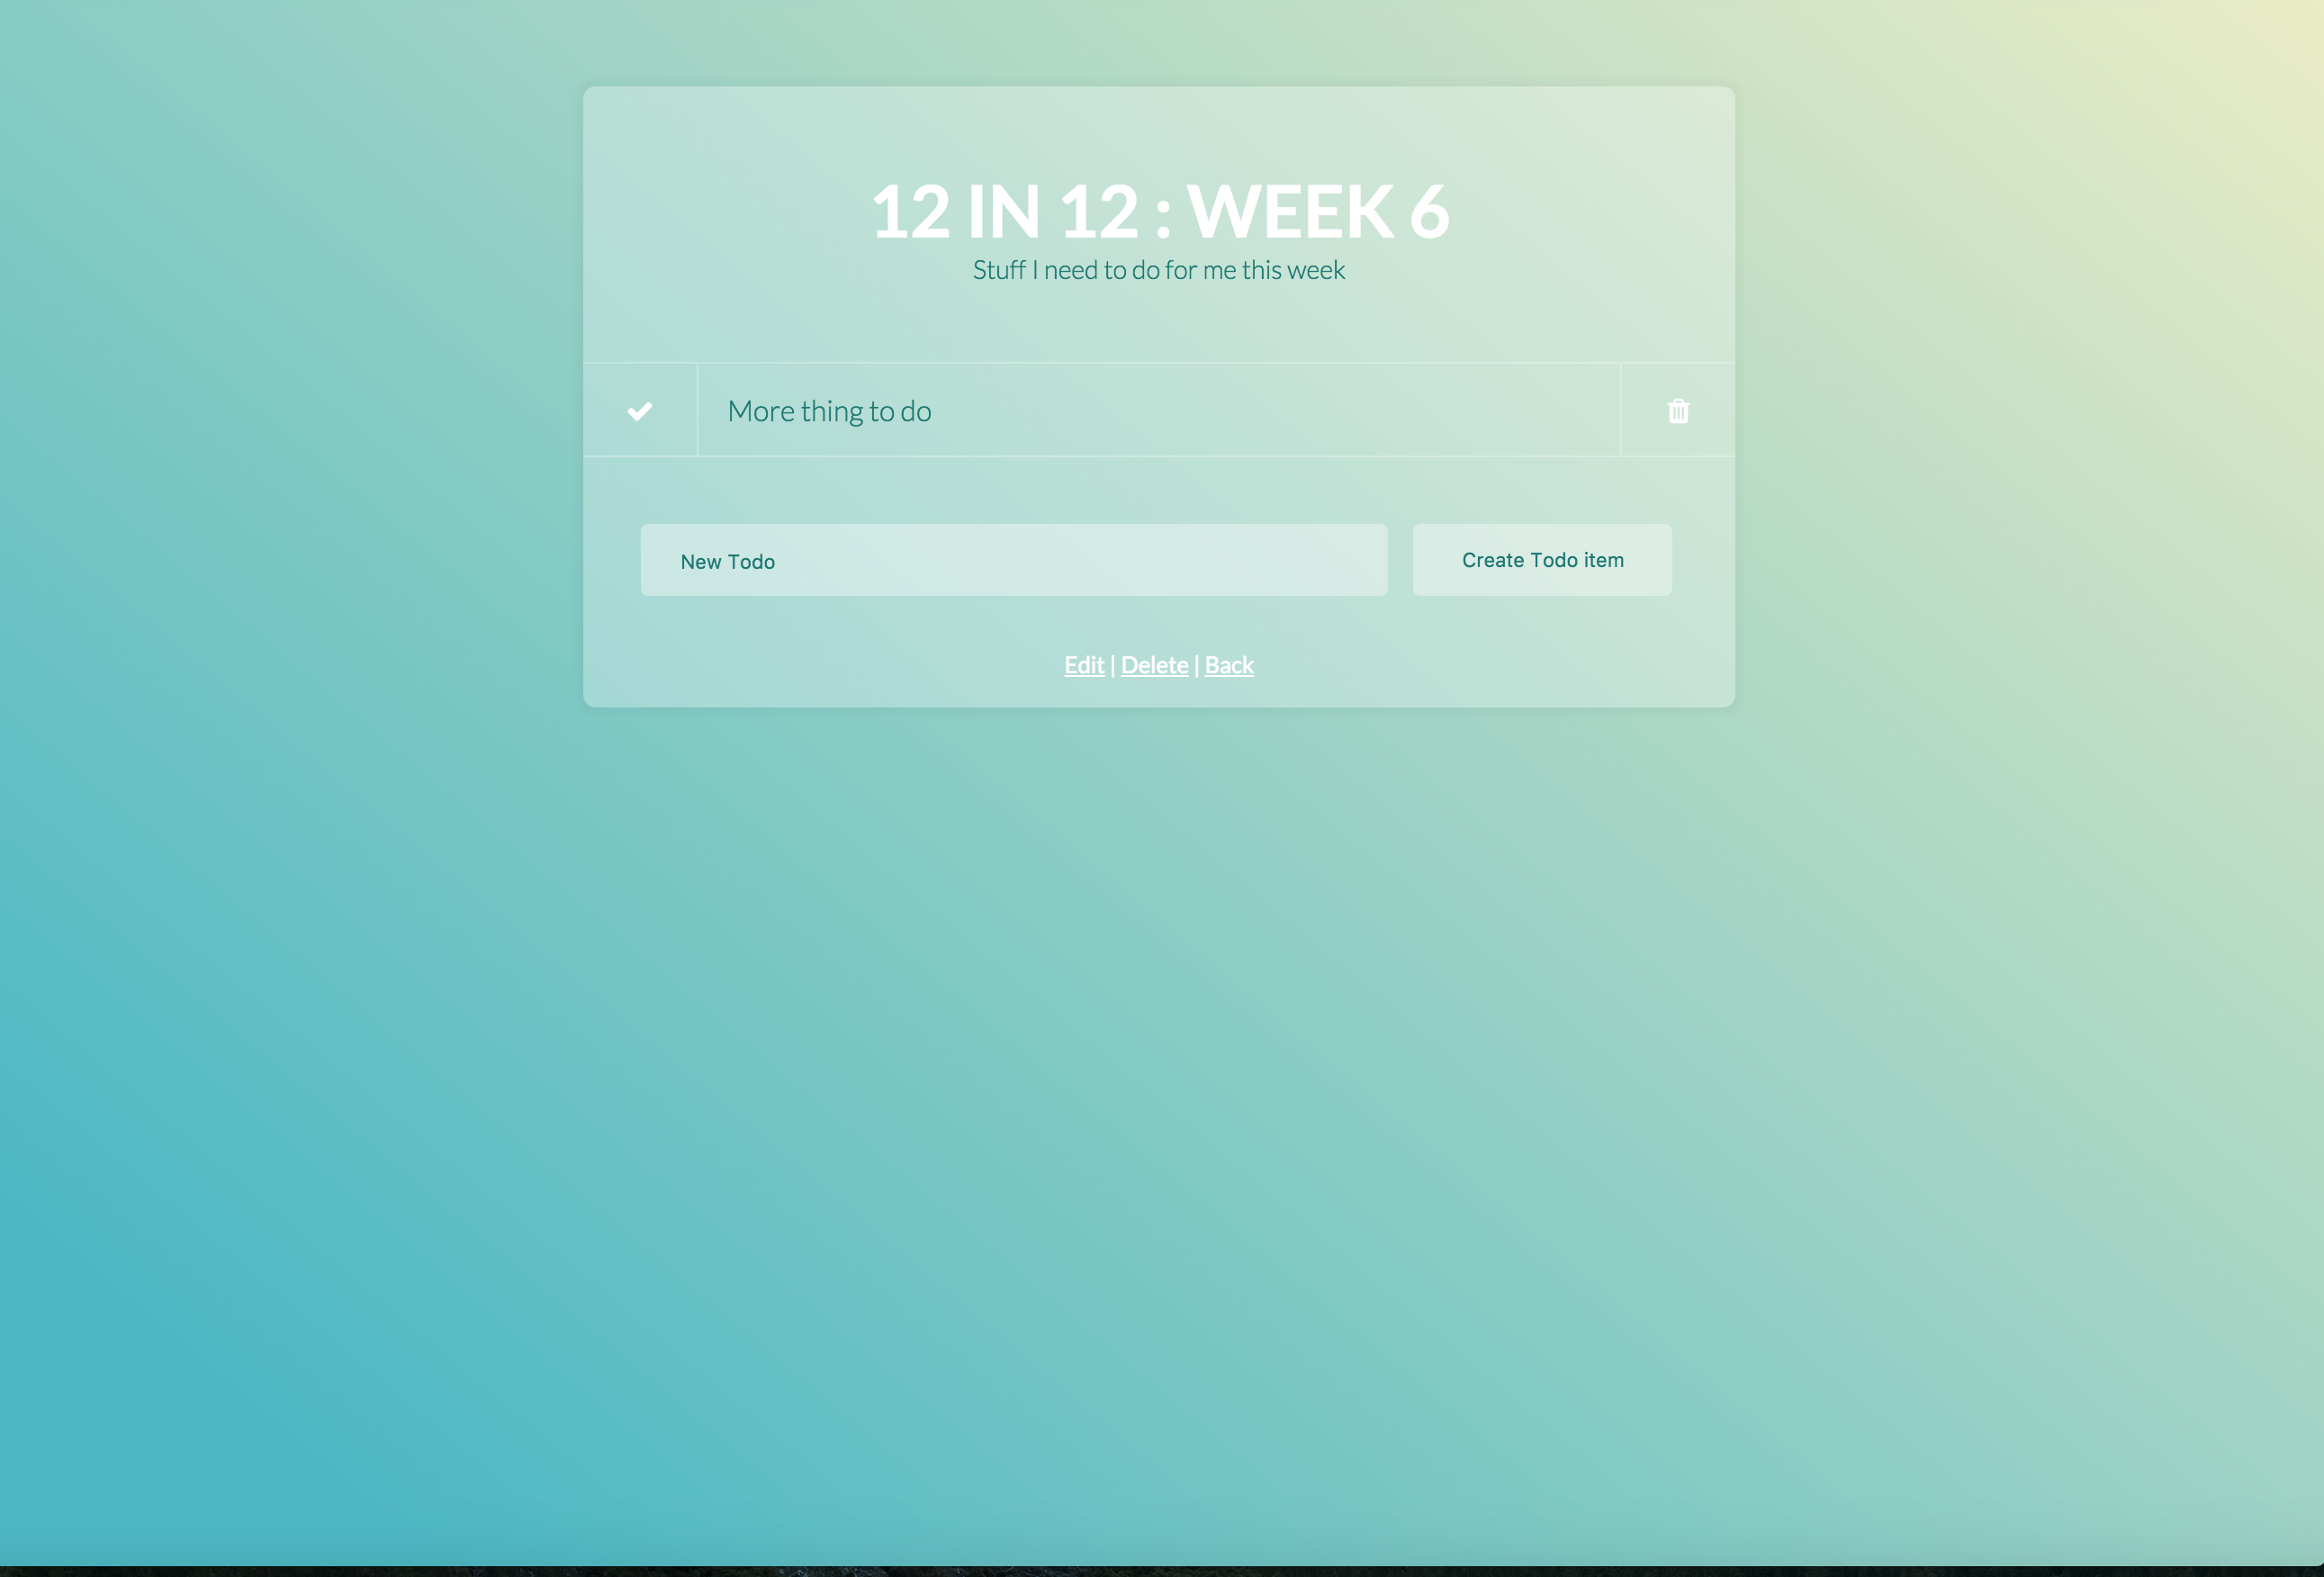 12 IN 12 : WEEK 6
Stuff I need to do for me this week
More thing to do
New Todo
Create Todo item
Edit | Delete | Back